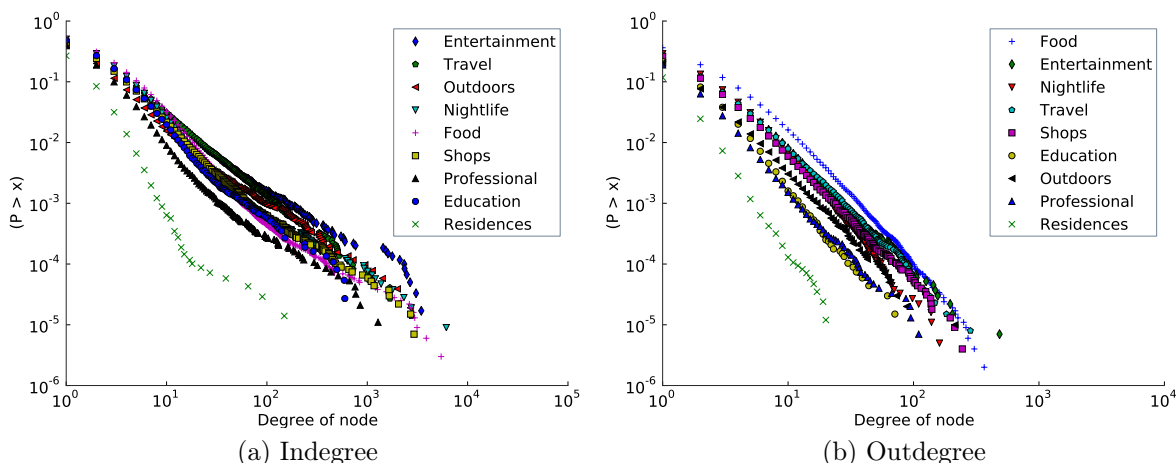 10^0
10^-1
10^-2
10^-3
10^-4
10^-5
10^-6
(P > x)
Entertainment
Travel
Outdoors
Nightlife
Food
Shops
Professional
Education
Residences
10^0 10^1 10^2 10^3 10^4 10^5
Degree of node
(a) Indegree
10^0
10^-1
10^-2
10^-3
10^-4
10^-5
10^-6
(P > x)
Food
Entertainment
Nightlife
Travel
Shops
Education
Outdoors
Professional
Residences
10^0 10^1 10^2 10^3 10^4
Degree of node
(b) Outdegree